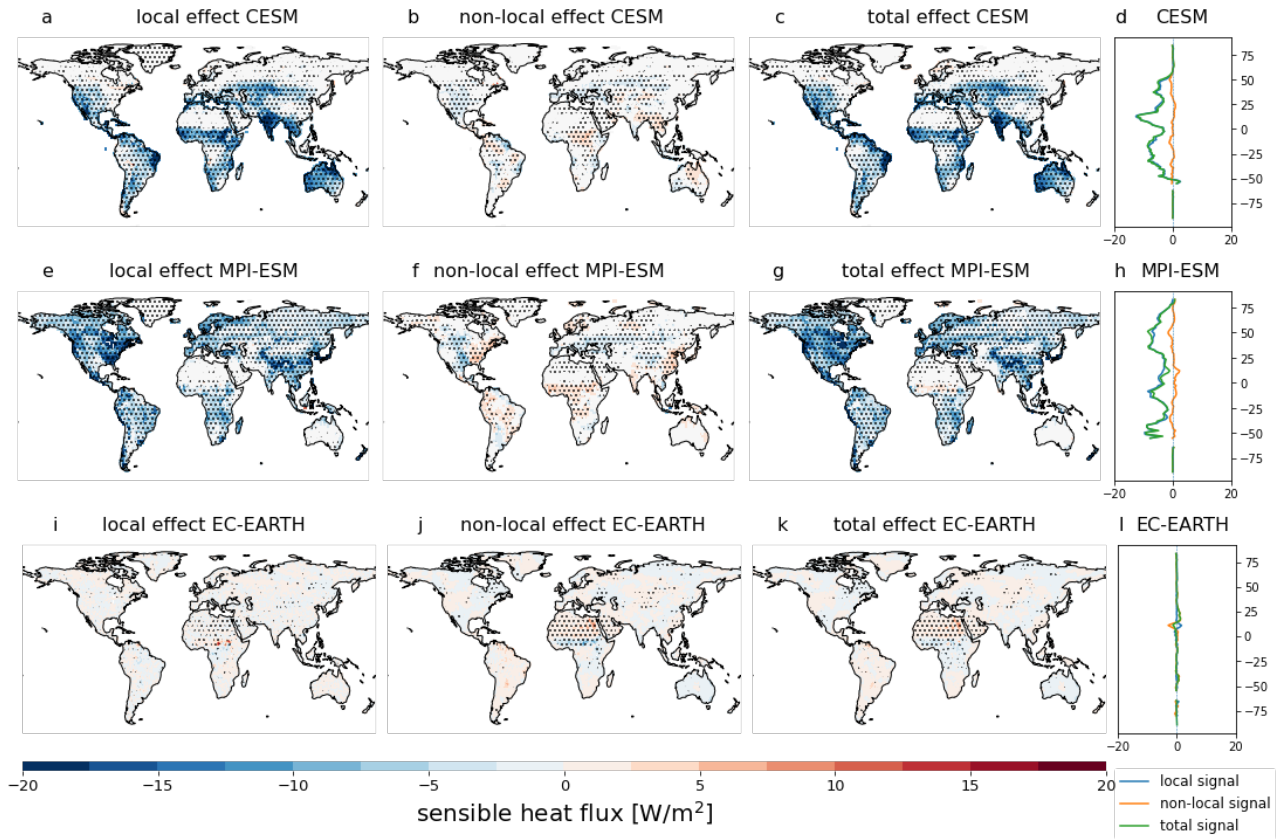 a local effect CESM b non-local effect CESM c total effect CESM d CESM
75
50
25
0
−25
−50
−75
−20 0 20
e local effect MPI-ESM f non-local effect MPI-ESM g total effect MPI-ESM h MPI-ESM
75
50
25
0
−25
−50
−75
−20 0 20
i local effect EC-EARTH j non-local effect EC-EARTH k total effect EC-EARTH l EC-EARTH
75
50
25
0
−25
−50
−75
−20 0 20
−20 −15 −10 −5 0 5 10 15 20
sensible heat flux [W/m²]
local signal
non-local signal
total signal